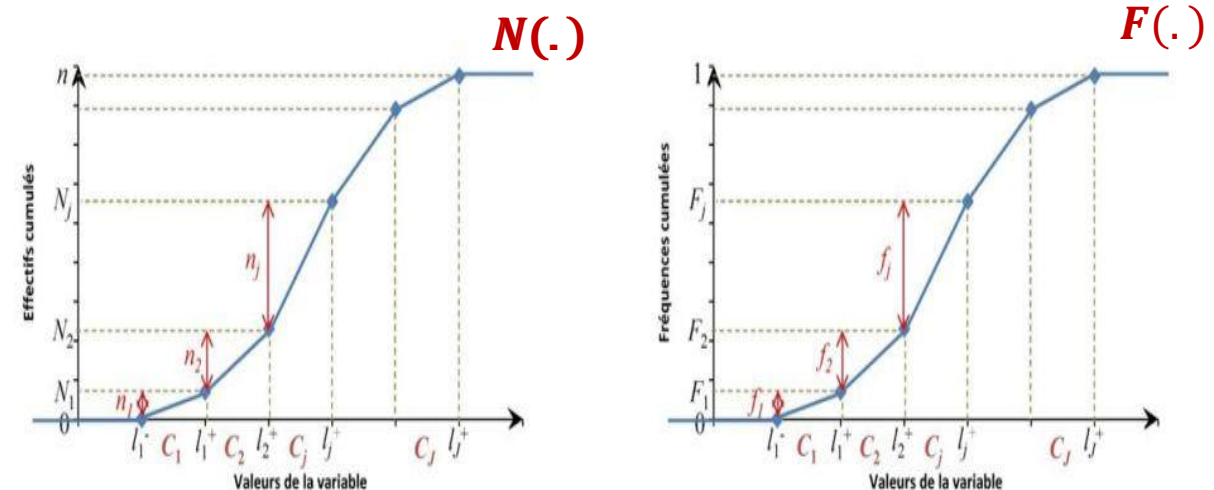 N(.)
n
N_j
N_2
N_1
0
Effectifs cumulés
n_j
n_2
n_1
l_1^- C_1 l_1^+ C_2 l_2^+ C_j l_j^+ C_J l_J^+
Valeurs de la variable
F(.)
1
F_j
F_2
F_1
0
Fréquences cumulées
f_j
f_2
f_1
l_1^- C_1 l_1^+ C_2 l_2^+ C_j l_j^+ C_J l_J^+
Valeurs de la variable